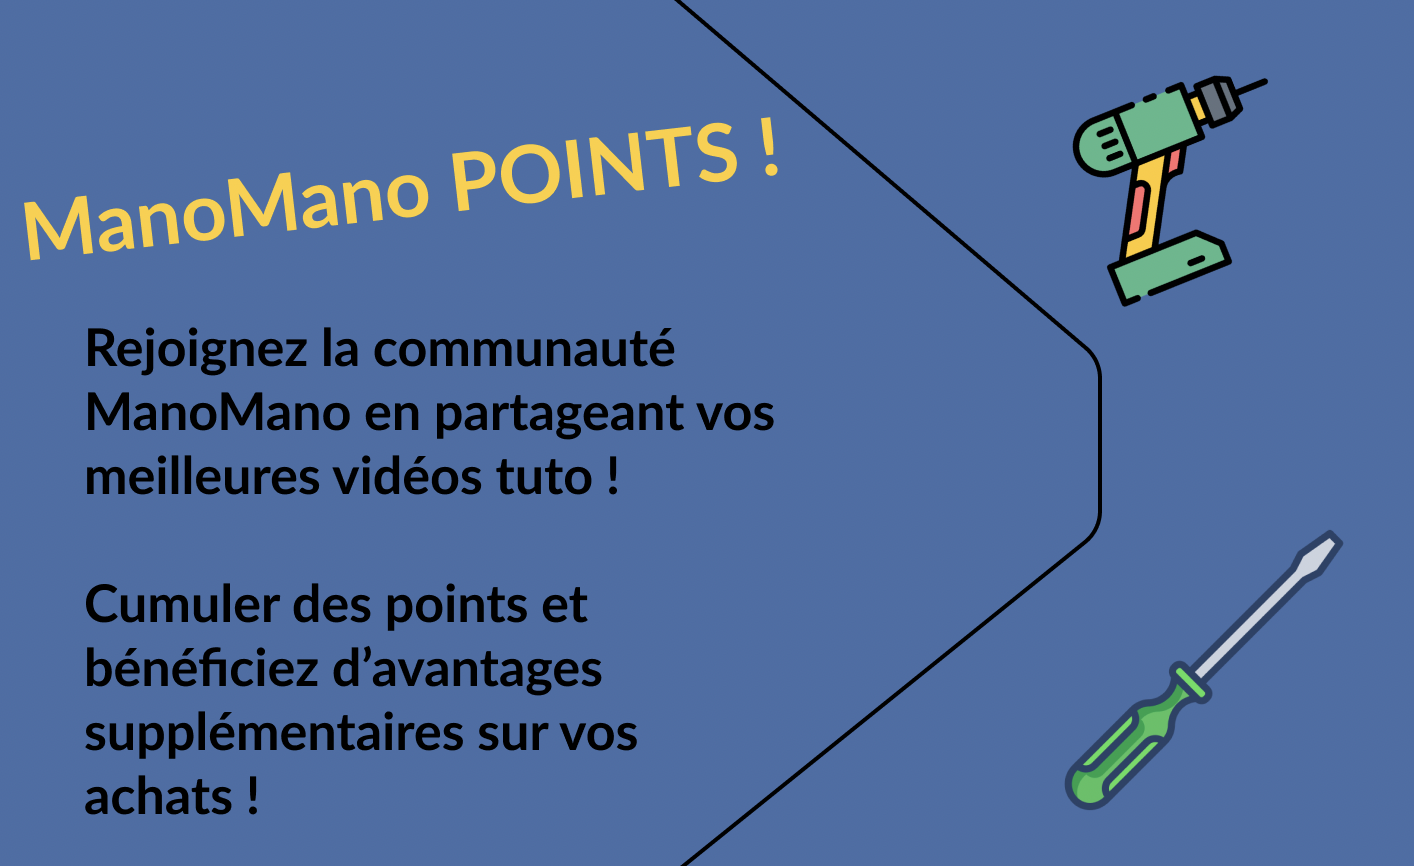 ManoMano POINTS !
Rejoignez la communauté
ManoMano en partageant vos
meilleures vidéos tuto !
Cumuler des points et
bénéficiez d’avantages
supplémentaires sur vos
achats !